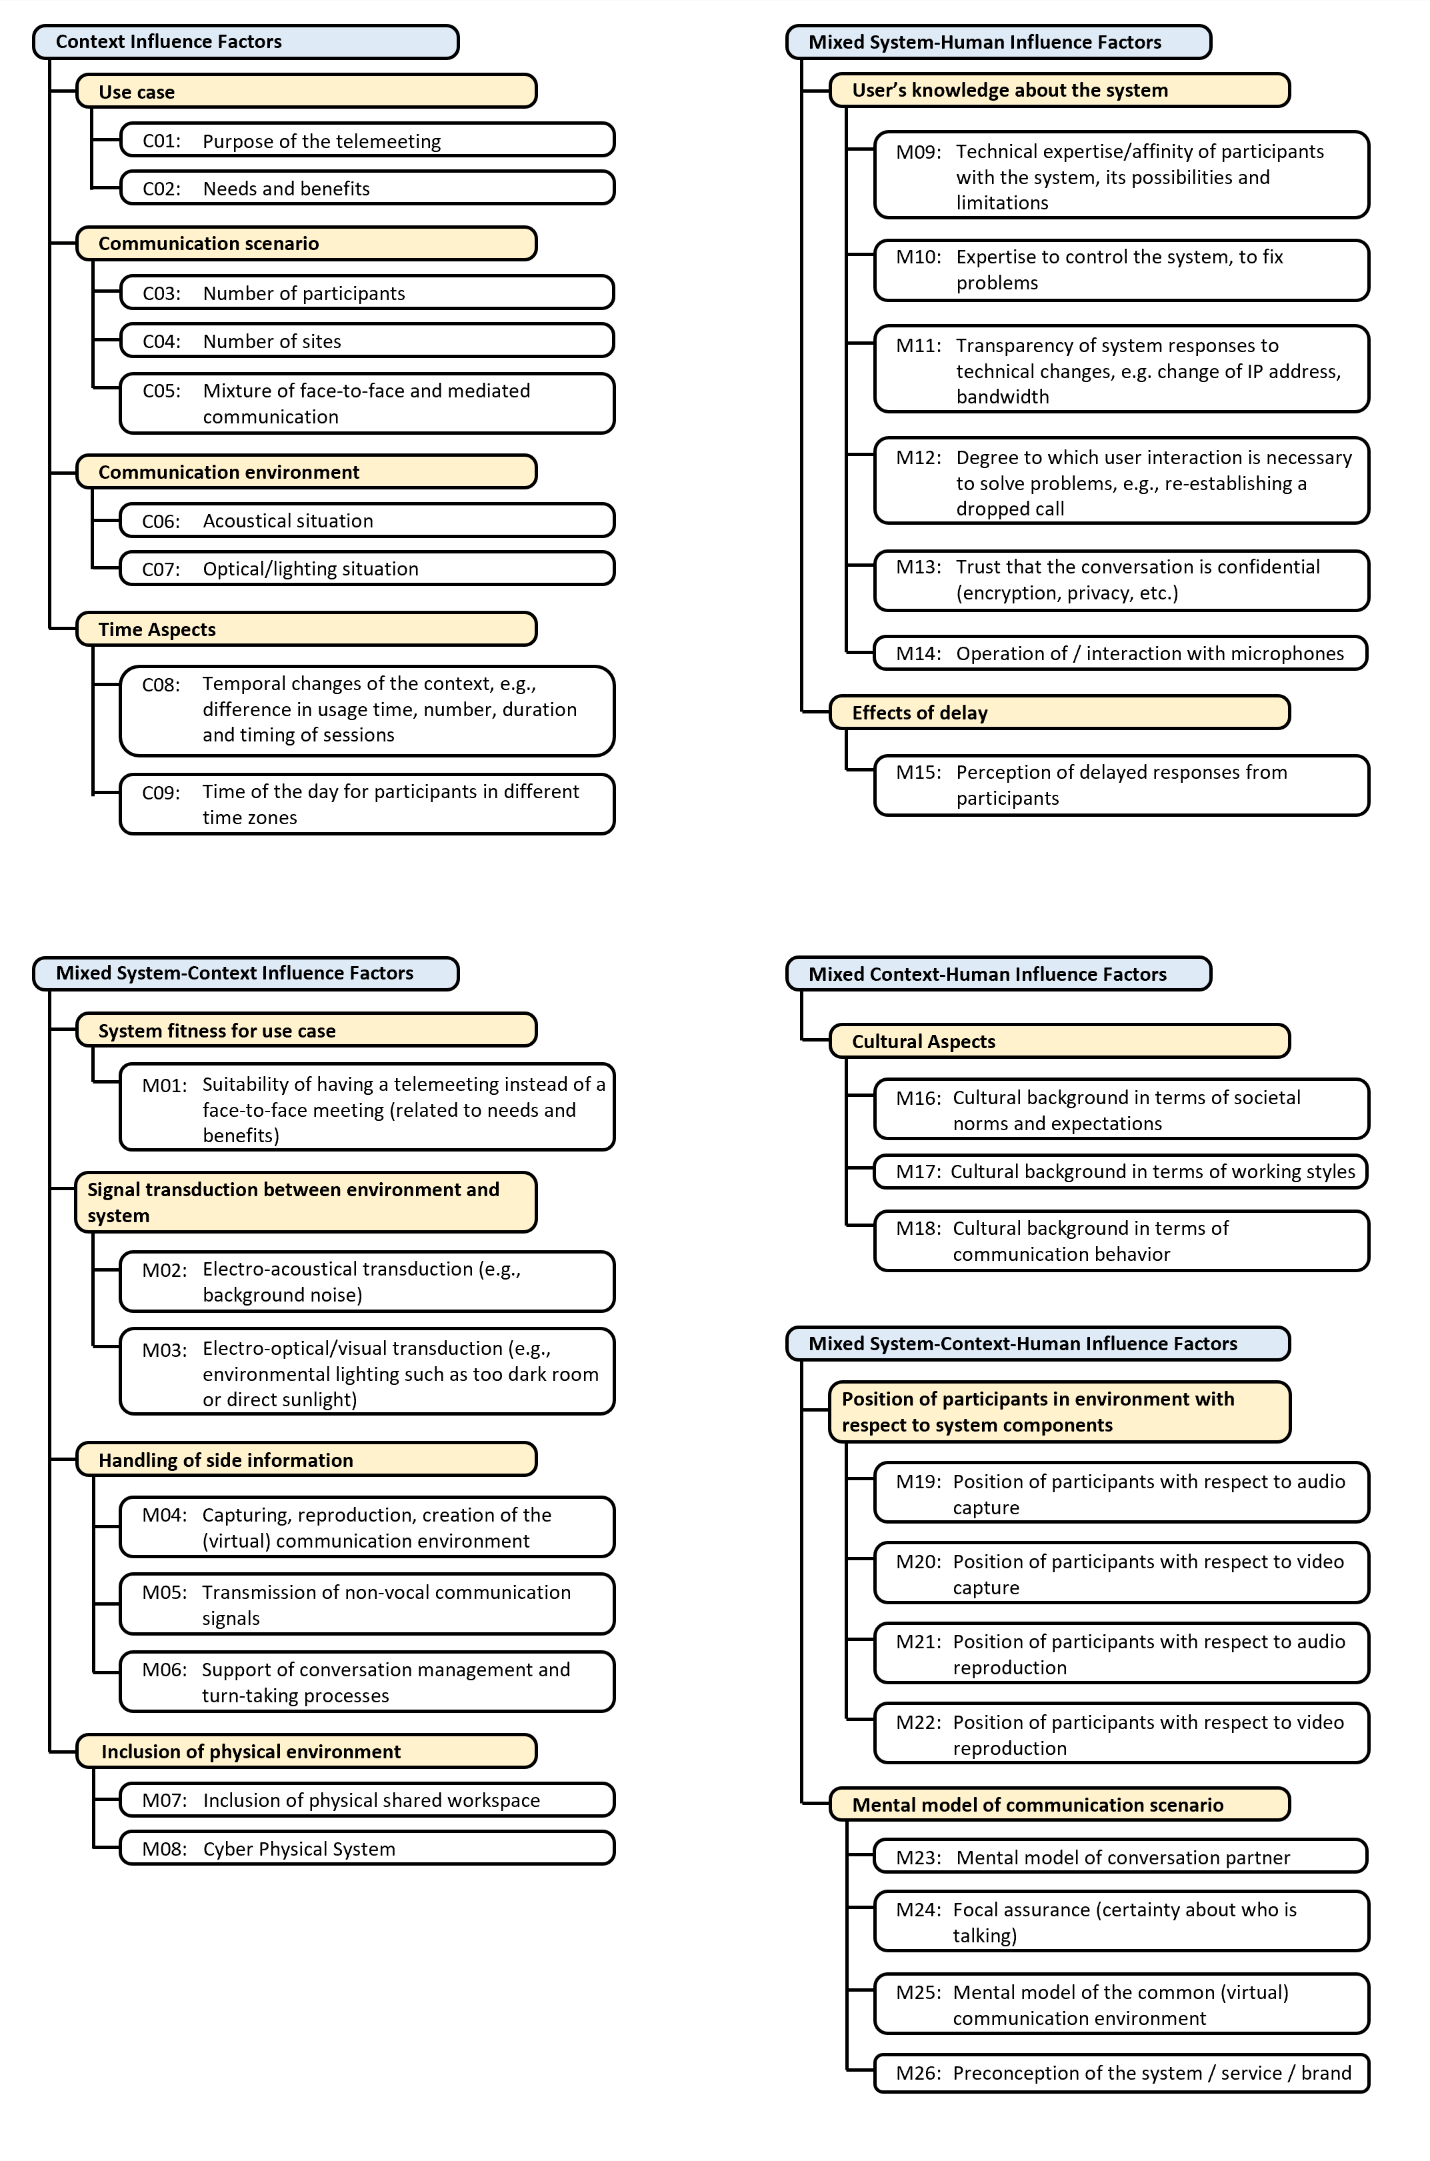 Context Influence Factors
Use case
C01: Purpose of the telemeeting
C02: Needs and benefits
Communication scenario
C03: Number of participants
C04: Number of sites
C05: Mixture of face-to-face and mediated
communication
Communication environment
C06: Acoustical situation
C07: Optical/lighting situation
Time Aspects
C08: Temporal changes of the context, e.g.,
difference in usage time, number, duration
and timing of sessions
C09: Time of the day for participants in different
time zones
Mixed System-Human Influence Factors
User’s knowledge about the system
M09: Technical expertise/affinity of participants
with the system, its possibilities and
limitations
M10: Expertise to control the system, to fix
problems
M11: Transparency of system responses to
technical changes, e.g. change of IP address,
bandwidth
M12: Degree to which user interaction is necessary
to solve problems, e.g., re-establishing a
dropped call
M13: Trust that the conversation is confidential
(encryption, privacy, etc.)
M14: Operation of / interaction with microphones
Effects of delay
M15: Perception of delayed responses from
participants
Mixed System-Context Influence Factors
System fitness for use case
M01: Suitability of having a telemeeting instead of a
face-to-face meeting (related to needs and
benefits)
Signal transduction between environment and
system
M02: Electro-acoustical transduction (e.g.,
background noise)
M03: Electro-optical/visual transduction (e.g.,
environmental lighting such as too dark room
or direct sunlight)
Handling of side information
M04: Capturing, reproduction, creation of the
(virtual) communication environment
M05: Transmission of non-vocal communication
signals
M06: Support of conversation management and
turn-taking processes
Inclusion of physical environment
M07: Inclusion of physical shared workspace
M08: Cyber Physical System
Mixed Context-Human Influence Factors
Cultural Aspects
M16: Cultural background in terms of societal
norms and expectations
M17: Cultural background in terms of working styles
M18: Cultural background in terms of
communication behavior
Mixed System-Context-Human Influence Factors
Position of participants in environment with
respect to system components
M19: Position of participants with respect to audio
capture
M20: Position of participants with respect to video
capture
M21: Position of participants with respect to audio
reproduction
M22: Position of participants with respect to video
reproduction
Mental model of communication scenario
M23: Mental model of conversation partner
M24: Focal assurance (certainty about who is
talking)
M25: Mental model of the common (virtual)
communication environment
M26: Preconception of the system / service / brand